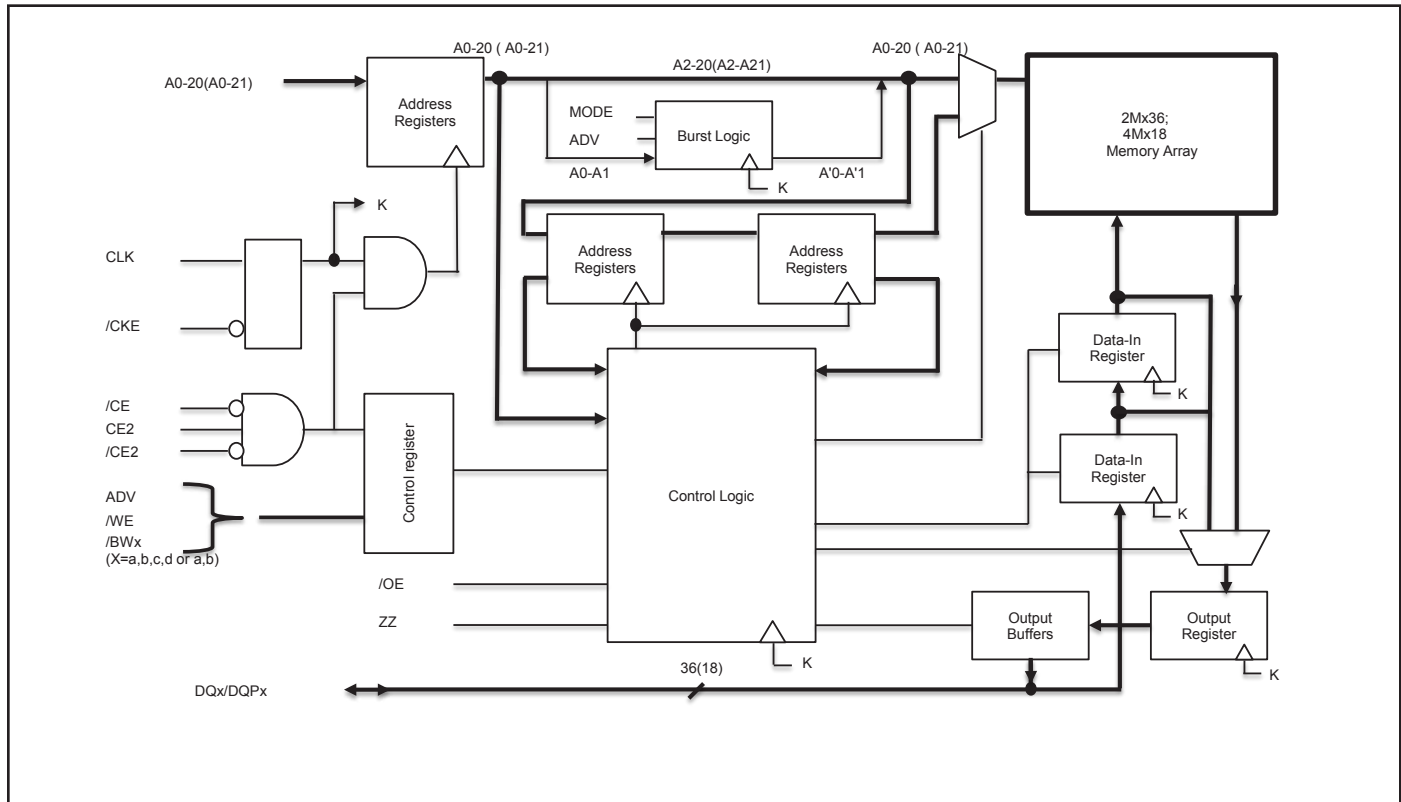 A0-20 ( A0-21)
A0-20 ( A0-21)
A2-20(A2-A21)
A0-20(A0-21)
Address
Registers
MODE
ADV
A0-A1
Burst Logic
K
A'0-A'1
2Mx36;
4Mx18
Memory Array
K
CLK
/CKE
Address
Registers
Address
Registers
Data-In
Register
K
/CE
CE2
/CE2
Control register
Control Logic
Data-In
Register
K
ADV
/WE
/BWx
(X=a,b,c,d or a,b)
/OE
ZZ
K
Output
Buffers
Output
Register
K
36(18)
DQx/DQPx